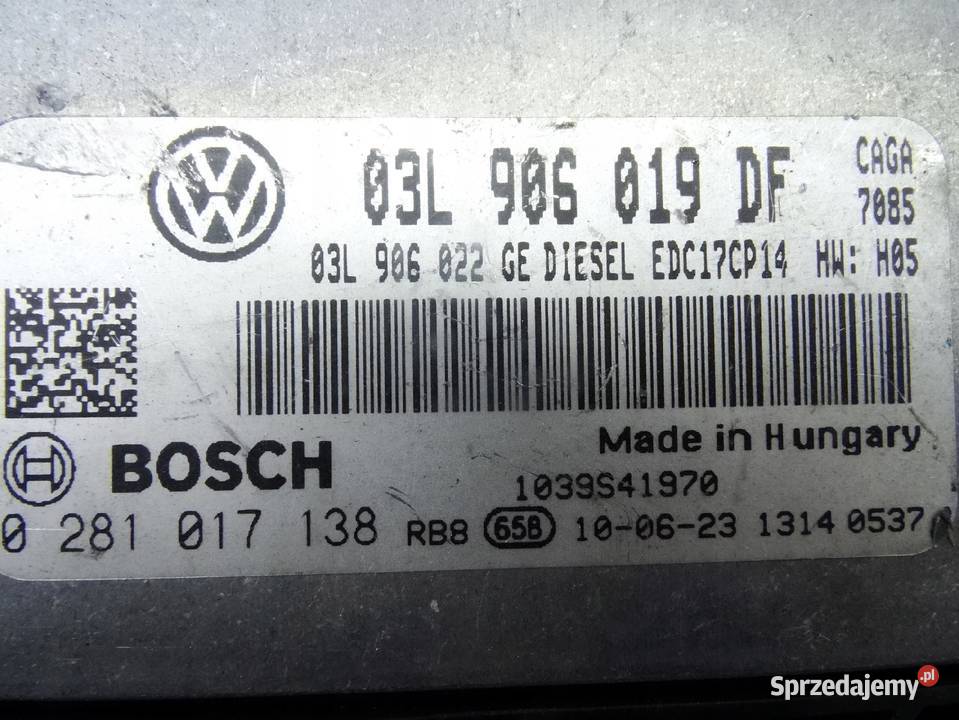 03L 906 019 DF CAGA
7085
03L 906 022 GE DIESEL EDC17CP14 HW: H05
BOSCH
Made in Hungary
1039S41970
0 281 017 138 RB8 65B 10-06-23 1314 0537
Sprzedajemy.pl